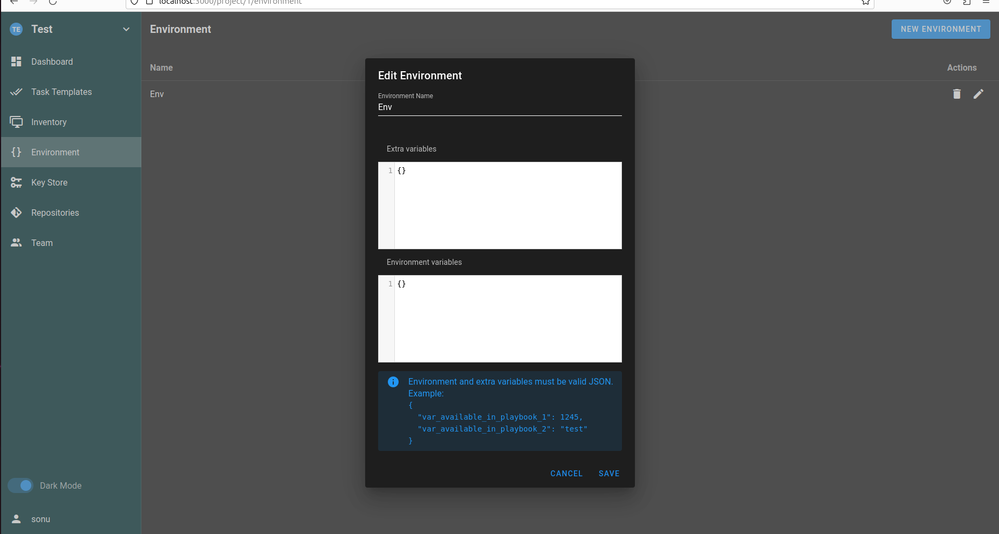 localhost:3000/project/1/environment
TE Test
Environment
NEW ENVIRONMENT
Dashboard
Task Templates
Inventory
{} Environment
Key Store
Repositories
Team
Dark Mode
sonu
Name
Actions
Env
Edit Environment
Environment Name
Env
Extra variables
1 {}
Environment variables
1 {}
Environment and extra variables must be valid JSON.
Example:
{
"var_available_in_playbook_1": 1245,
"var_available_in_playbook_2": "test"
}
CANCEL SAVE